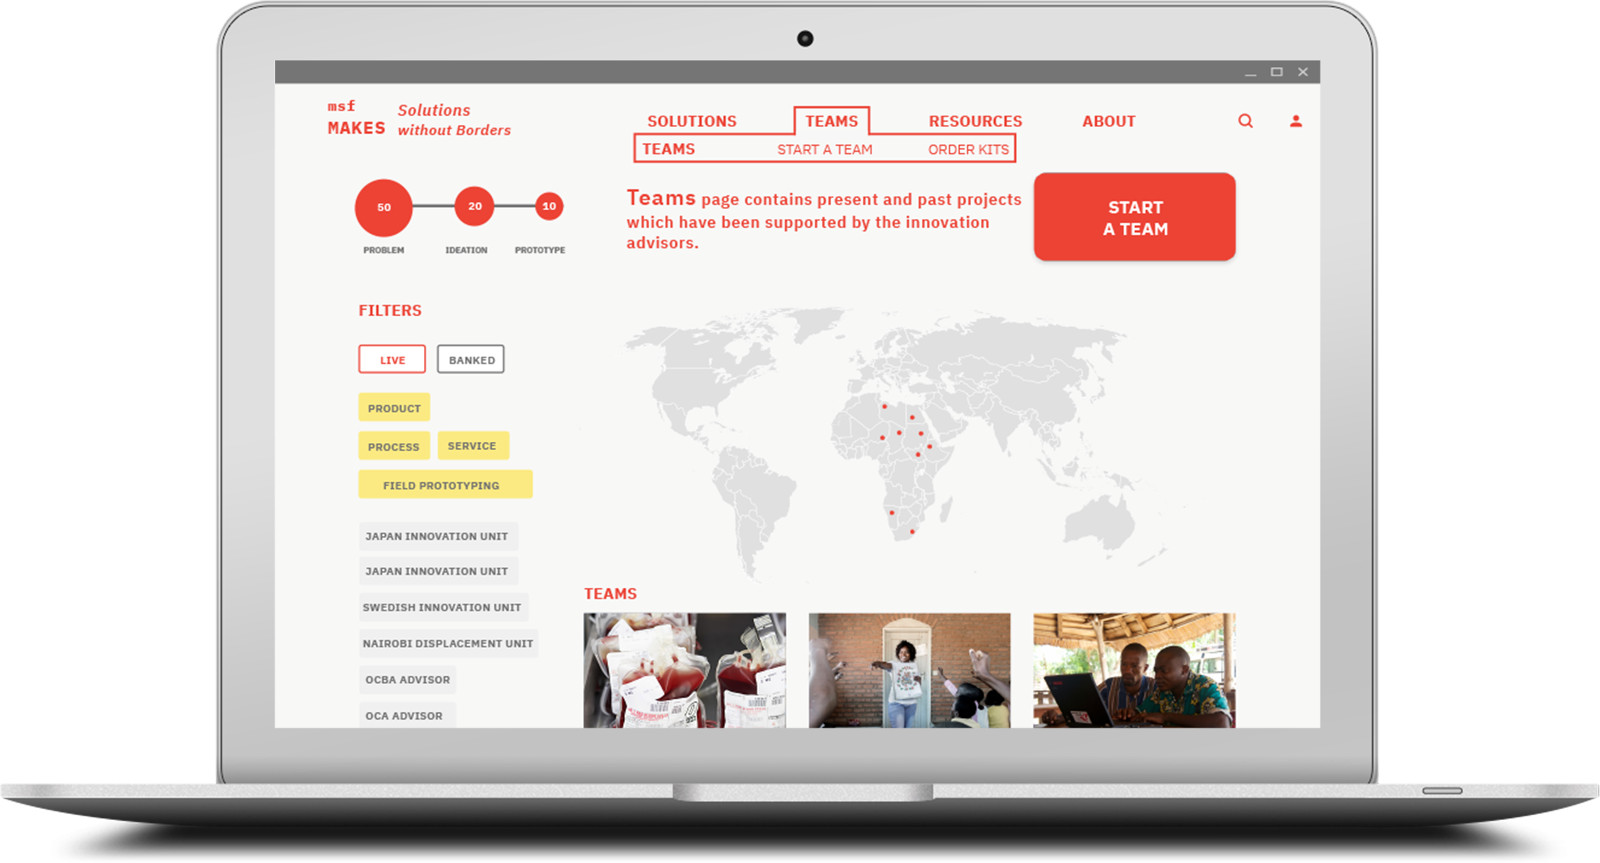 msf
MAKES
Solutions
without Borders
SOLUTIONS
TEAMS
RESOURCES
ABOUT
TEAMS
START A TEAM
ORDER KITS
50
20
10
PROBLEM
IDEATION
PROTOTYPE
Teams page contains present and past projects
which have been supported by the innovation
advisors.
START
A TEAM
FILTERS
LIVE
BANKED
PRODUCT
PROCESS
SERVICE
FIELD PROTOTYPING
JAPAN INNOVATION UNIT
JAPAN INNOVATION UNIT
SWEDISH INNOVATION UNIT
NAIROBI DISPLACEMENT UNIT
OCBA ADVISOR
OCA ADVISOR
TEAMS